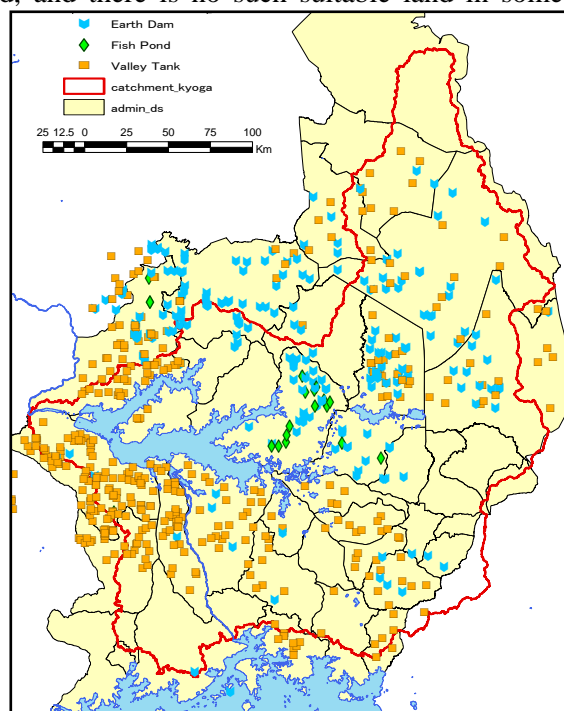 d, and there is no such suitable land in some
Earth Dam
Fish Pond
Valley Tank
catchment_kyoga
admin_ds
25 12.5 0 25 50 100
Km